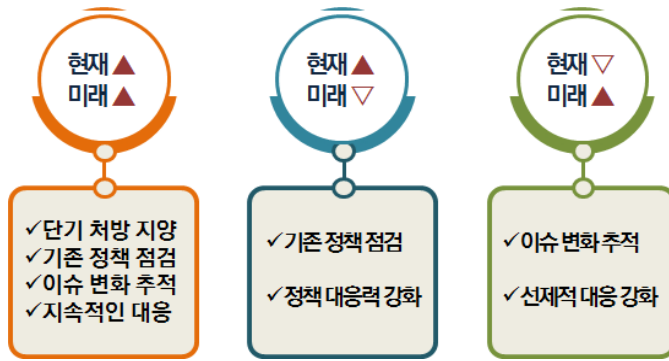 현재 ▲
미래 ▲
✓단기 처방 지양
✓기존 정책 점검
✓이슈 변화 추적
✓지속적인 대응
현재 ▲
미래 ▽
✓기존 정책 점검
✓정책 대응력 강화
현재 ▽
미래 ▲
✓이슈 변화 추적
✓선제적 대응 강화